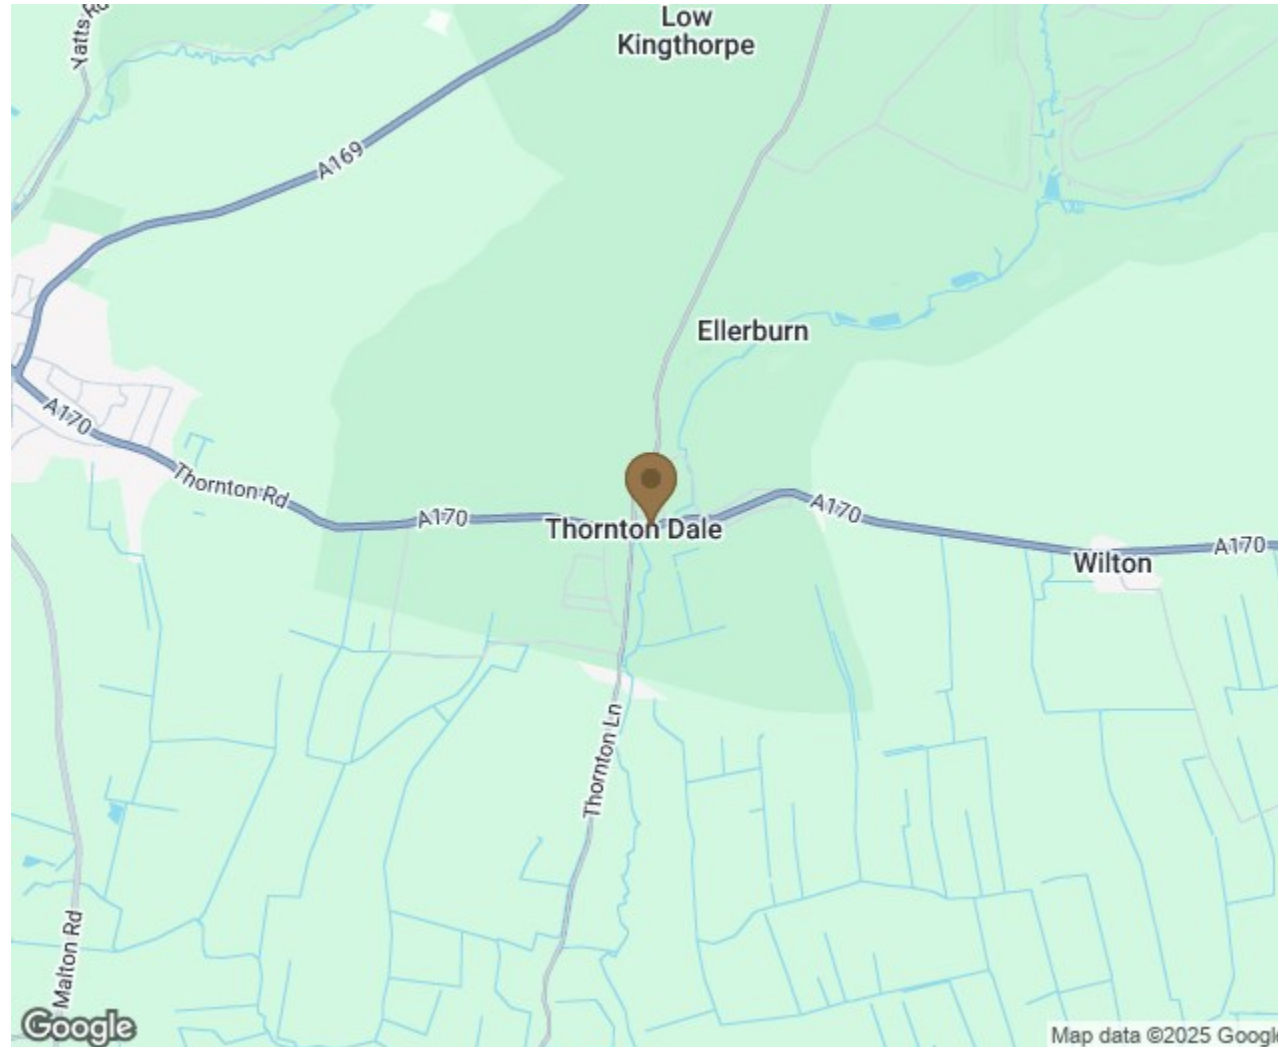 Low
Kingthorpe
Yatts Rd
A169
Ellerburn
A170
Thornton Rd
A170
Thornton Dale
A170
Wilton
A170
Thornton Ln
Malton Rd
Google
Map data ©2025 Google